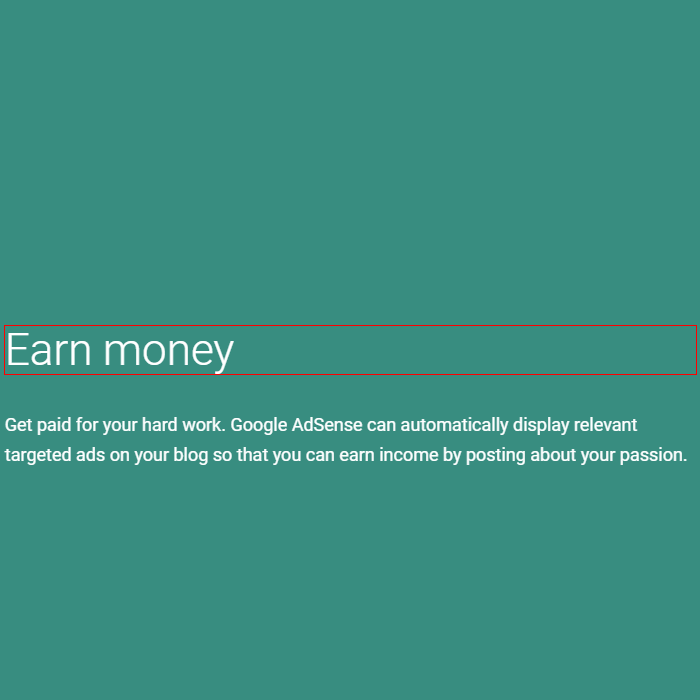 Earn money
Get paid for your hard work. Google AdSense can automatically display relevant
targeted ads on your blog so that you can earn income by posting about your passion.